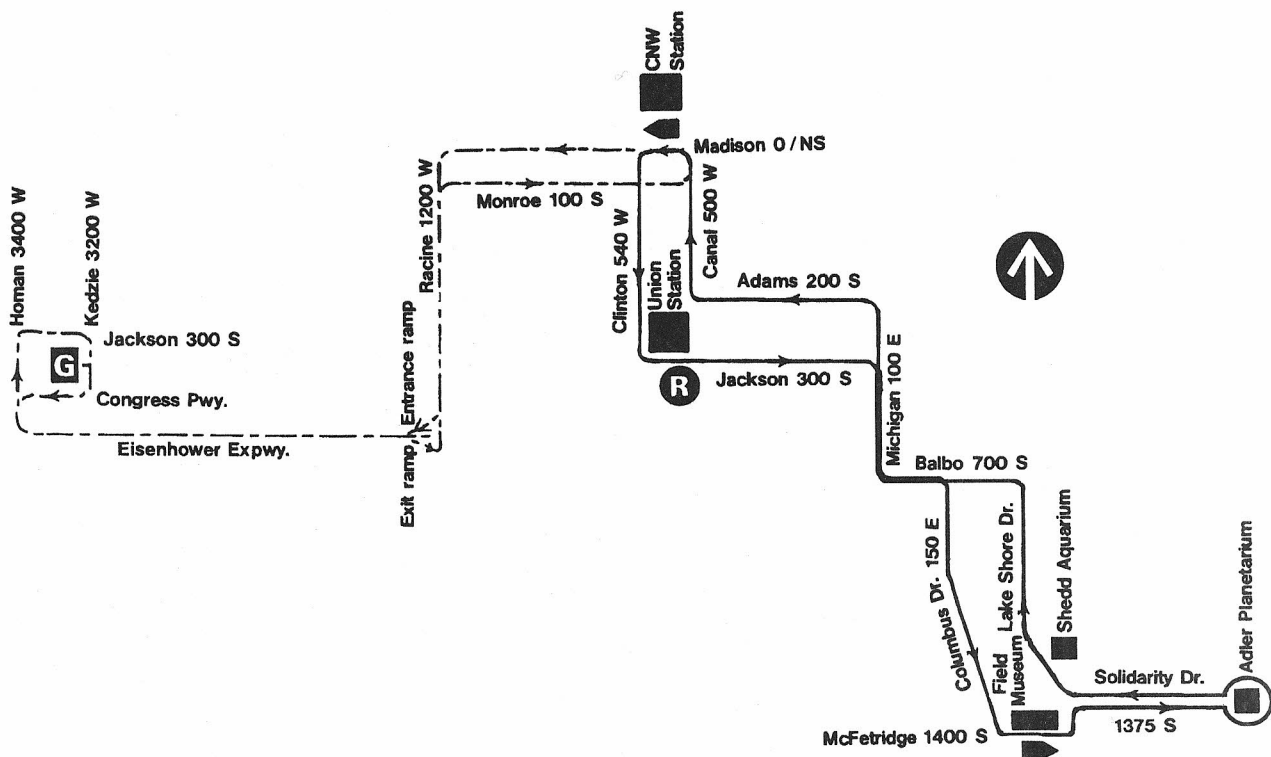 CNW
Station
Madison 0/NS
Monroe 100 S
Racine 1200 W
Homan 3400 W
Kedzie 3200 W
Clinton 540 W
Union
Station
Canal 500 W
Adams 200 S
Jackson 300 S
G
Congress Pwy.
Eisenhower Expwy.
Exit ramp
Entrance ramp
R
Jackson 300 S
Michigan 100 E
Balbo 700 S
Columbus Dr. 150 E
Lake Shore Dr.
Field
Museum
Shedd Aquarium
Adler Planetarium
Solidarity Dr.
1375 S
McFetridge 1400 S